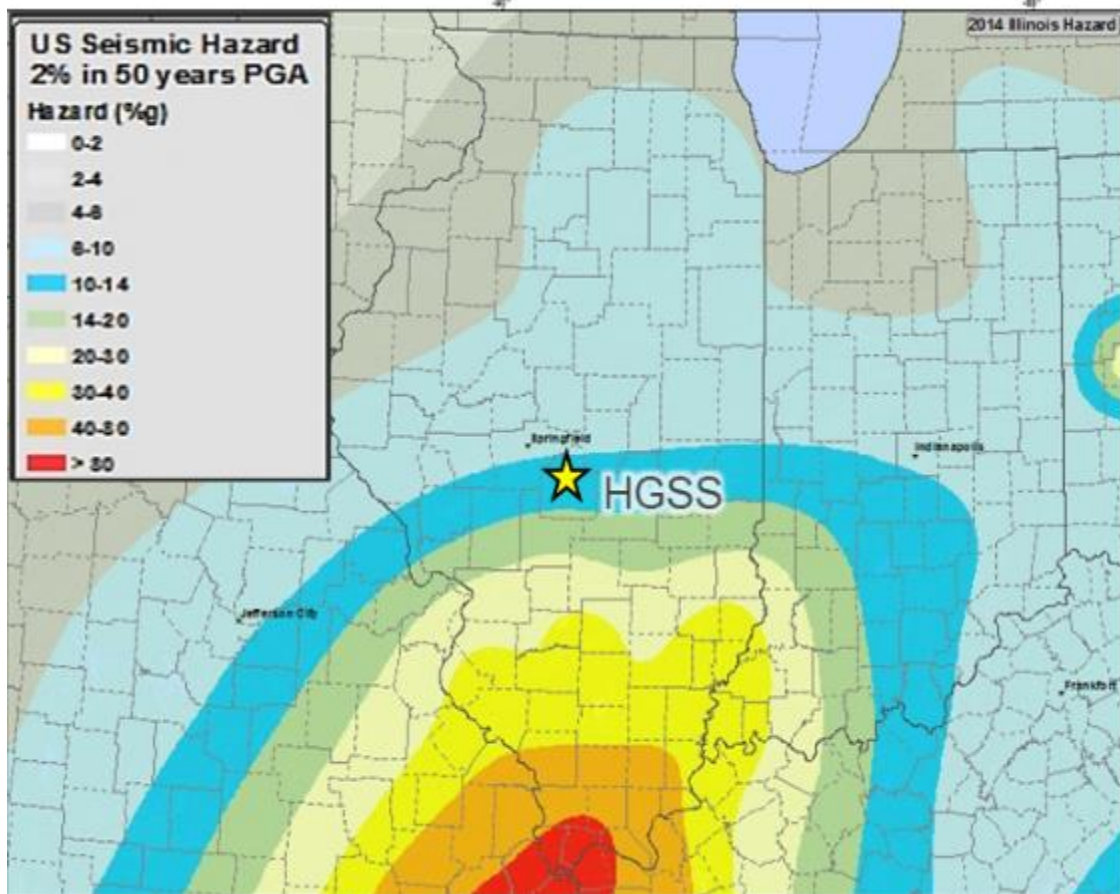 2014 Illinois Hazard
US Seismic Hazard
2% in 50 years PGA
Hazard (%g)
0-2
2-4
4-6
6-10
10-14
14-20
20-30
30-40
40-80
> 80
Springfield
Indianapolis
HGSS
Jefferson City
Frankfort